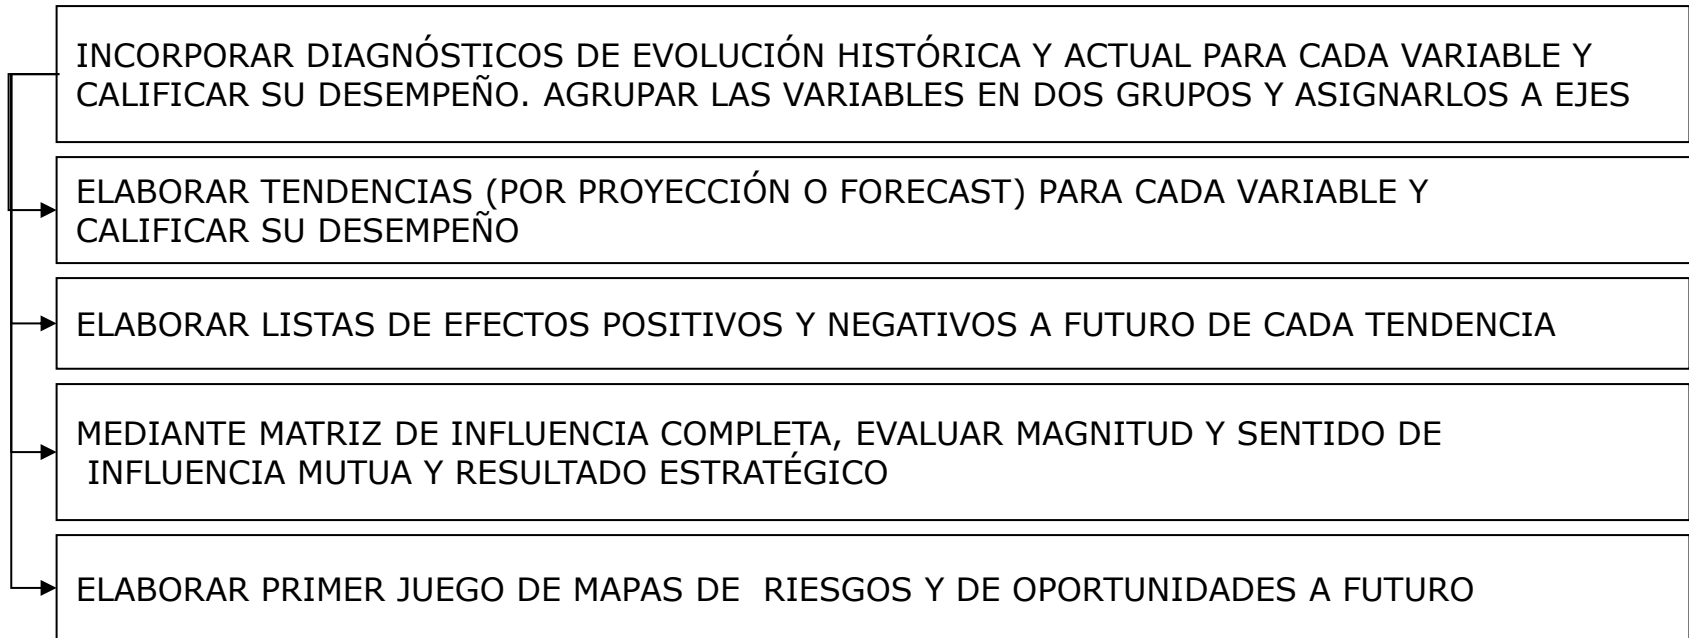 INCORPORAR DIAGNÓSTICOS DE EVOLUCIÓN HISTÓRICA Y ACTUAL PARA CADA VARIABLE Y
CALIFICAR SU DESEMPEÑO. AGRUPAR LAS VARIABLES EN DOS GRUPOS Y ASIGNARLOS A EJES
ELABORAR TENDENCIAS (POR PROYECCIÓN O FORECAST) PARA CADA VARIABLE Y
CALIFICAR SU DESEMPEÑO
ELABORAR LISTAS DE EFECTOS POSITIVOS Y NEGATIVOS A FUTURO DE CADA TENDENCIA
MEDIANTE MATRIZ DE INFLUENCIA COMPLETA, EVALUAR MAGNITUD Y SENTIDO DE
INFLUENCIA MUTUA Y RESULTADO ESTRATÉGICO
ELABORAR PRIMER JUEGO DE MAPAS DE RIESGOS Y DE OPORTUNIDADES A FUTURO